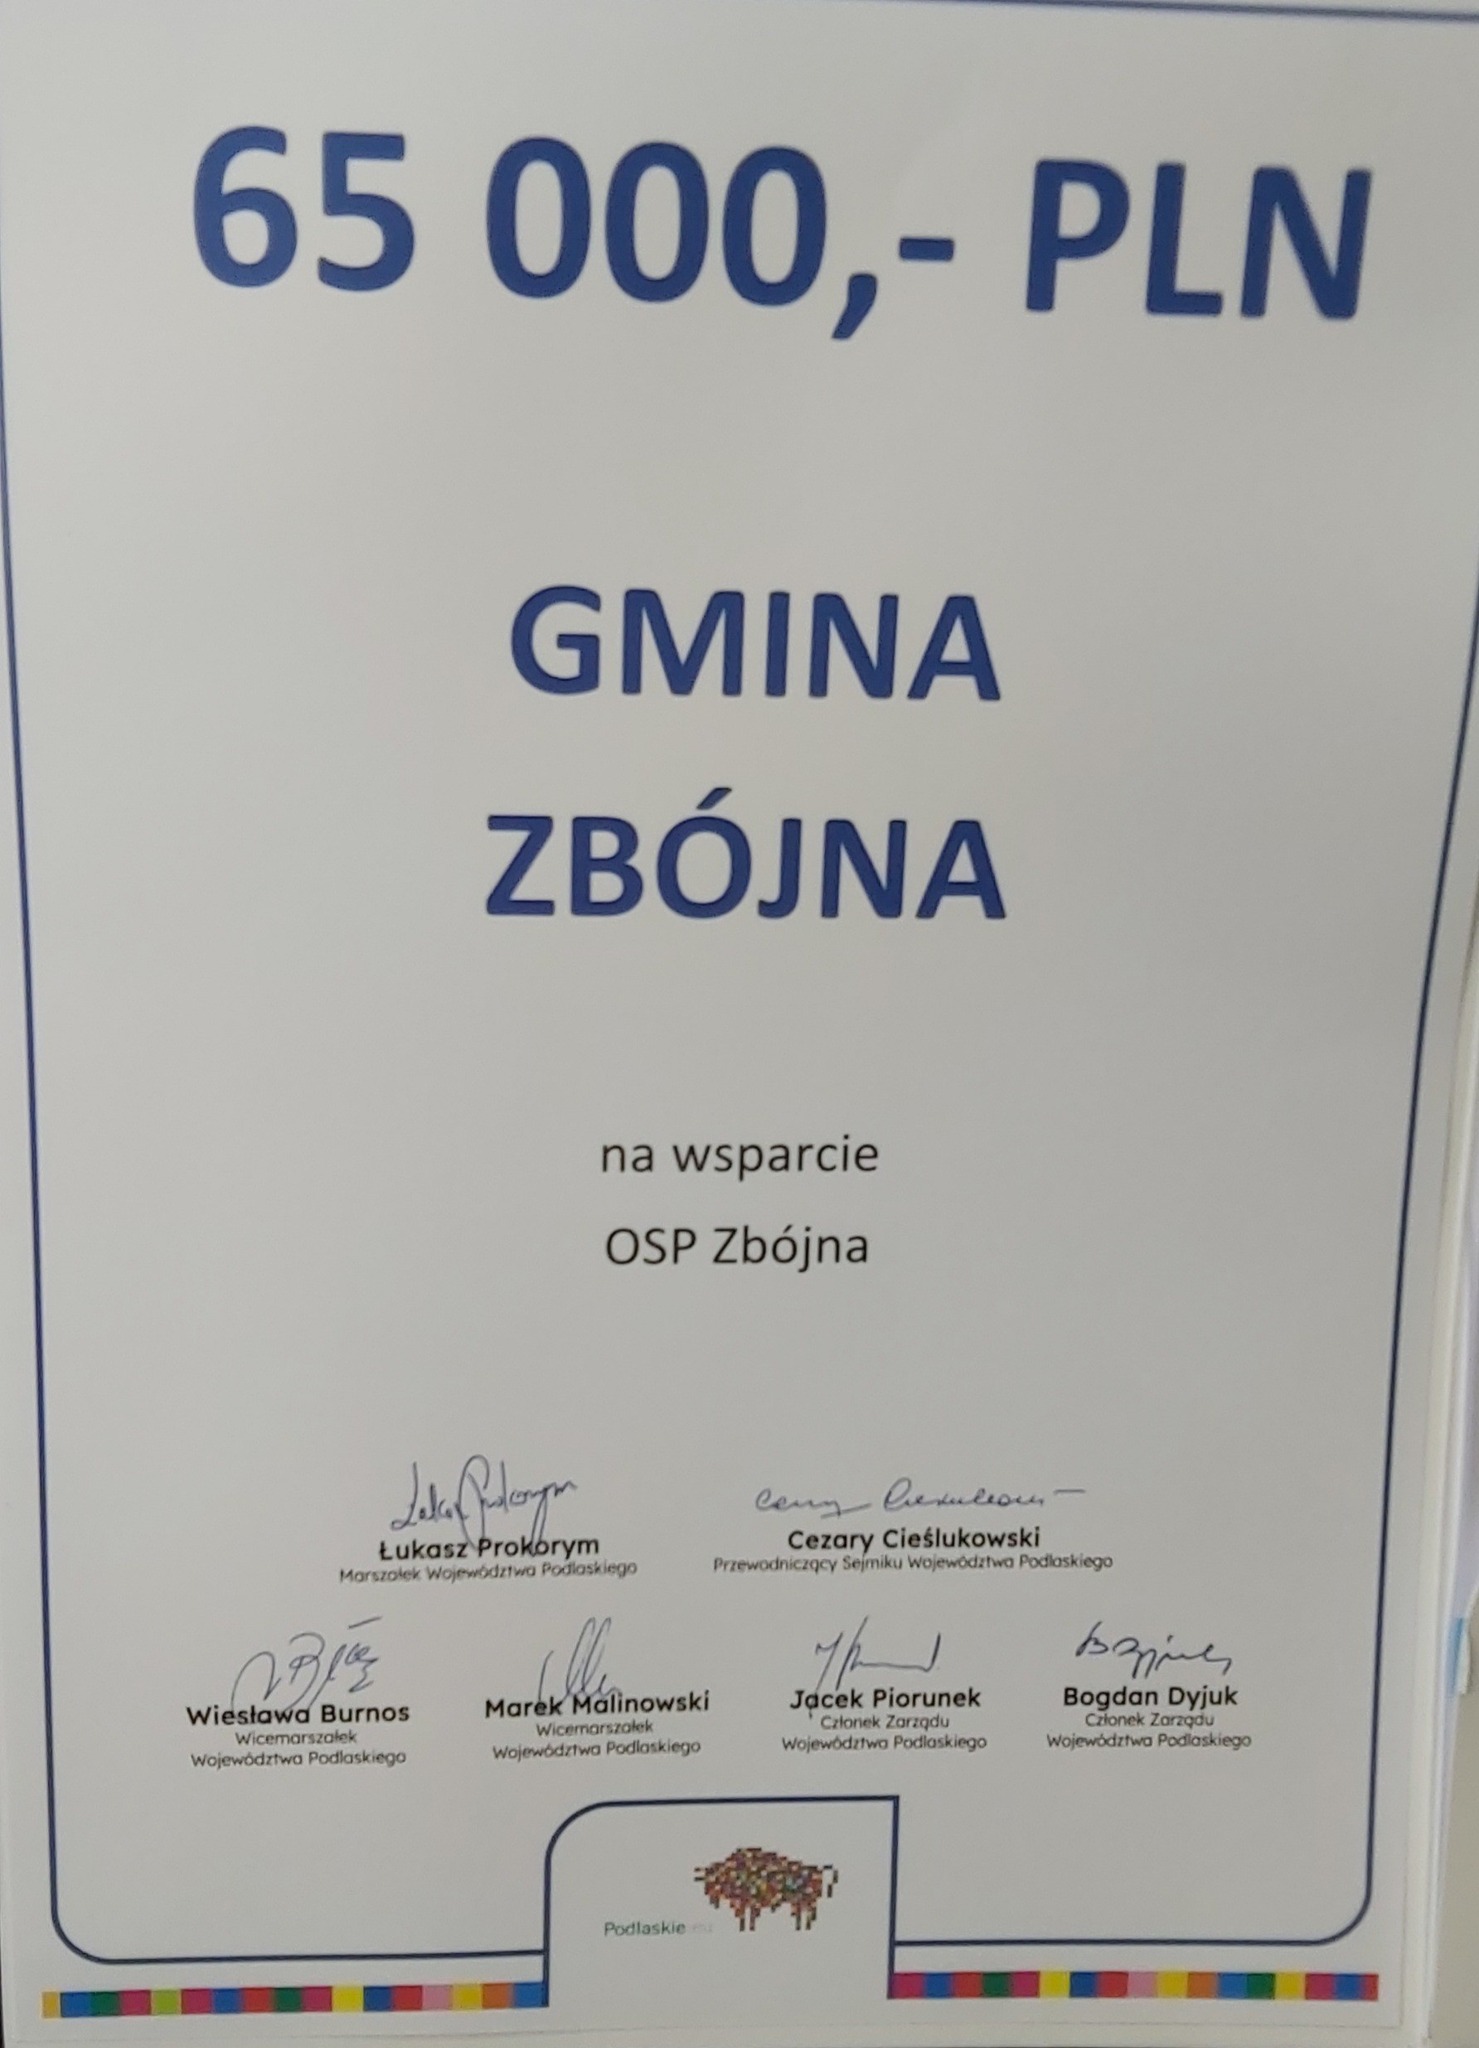 65 000,- PLN
GMINA
ZBÓJNA
na wsparcie
OSP Zbójna
Łukasz Prokorym
Marszałek Województwa Podlaskiego
Cezary Cieślukowski
Przewodniczący Sejmiku Województwa Podlaskiego
Wiesława Burnos
Wicemarszałek
Województwa Podlaskiego
Marek Malinowski
Wicemarszałek
Województwa Podlaskiego
Jacek Piorunek
Członek Zarządu
Województwa Podlaskiego
Bogdan Dyjuk
Członek Zarządu
Województwa Podlaskiego
Podlaskie